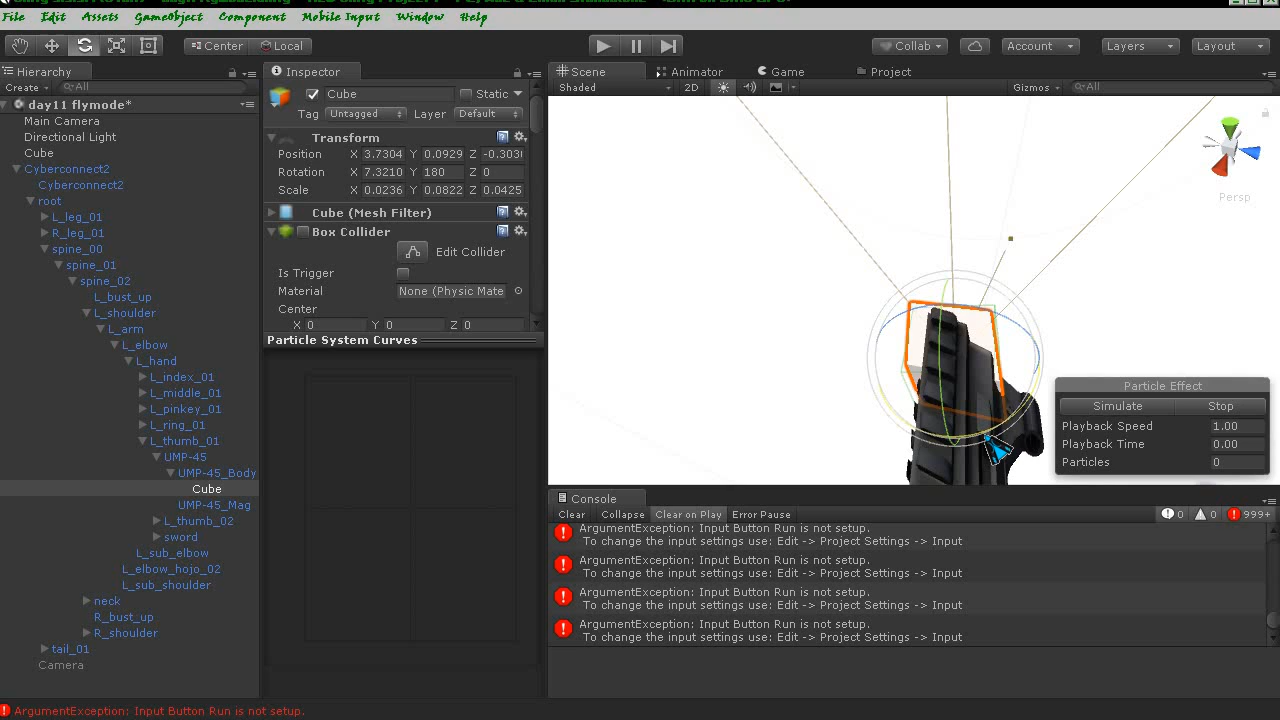 File Edit Assets GameObject Component Mobile Input Window Help
Center Local Collab Account Layers Layout
Hierarchy
Create All
day11 flymode*
Main Camera
Directional Light
Cube
Cyberconnect2
Cyberconnect2
root
L_leg_01
R_leg_01
spine_00
spine_01
spine_02
L_bust_up
L_shoulder
L_arm
L_elbow
L_hand
L_index_01
L_middle_01
L_pinkey_01
L_ring_01
L_thumb_01
UMP-45
UMP-45_Body
Cube
UMP-45_Mag
L_thumb_02
sword
L_sub_elbow
L_elbow_hojo_02
L_sub_shoulder
neck
R_bust_up
R_shoulder
tail_01
Camera
Inspector
Cube Static
Tag Untagged Layer Default
Transform
Position X 3.7304 Y 0.0929 Z -0.303
Rotation X 7.3210 Y 180 Z 0
Scale X 0.0236 Y 0.0822 Z 0.0425
Cube (Mesh Filter)
Box Collider
Edit Collider
Is Trigger
Material None (Physic Mate
Center
X 0 Y 0 Z 0
Particle System Curves
Scene Animator Game Project
Shaded 2D Gizmos All
Persp
Particle Effect
Simulate Stop
Playback Speed 1.00
Playback Time 0.00
Particles 0
Console
Clear Collapse Clear on Play Error Pause 0 0 999+
ArgumentException: Input Button Run is not setup.
To change the input settings use: Edit -> Project Settings -> Input
ArgumentException: Input Button Run is not setup.
To change the input settings use: Edit -> Project Settings -> Input
ArgumentException: Input Button Run is not setup.
To change the input settings use: Edit -> Project Settings -> Input
ArgumentException: Input Button Run is not setup.
To change the input settings use: Edit -> Project Settings -> Input
ArgumentException: Input Button Run is not setup.